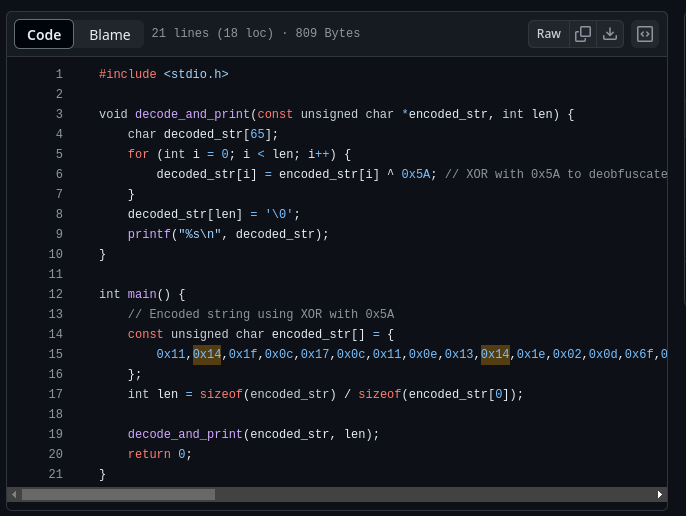 Code Blame 21 lines (18 loc) · 809 Bytes Raw
1 #include <stdio.h>
2
3 void decode_and_print(const unsigned char *encoded_str, int len) {
4 char decoded_str[65];
5 for (int i = 0; i < len; i++) {
6 decoded_str[i] = encoded_str[i] ^ 0x5A; // XOR with 0x5A to deobfuscate
7 }
8 decoded_str[len] = '\0';
9 printf("%s\n", decoded_str);
10 }
11
12 int main() {
13 // Encoded string using XOR with 0x5A
14 const unsigned char encoded_str[] = {
15 0x11,0x14,0x1f,0x0c,0x17,0x0c,0x11,0x0e,0x13,0x14,0x1e,0x02,0x0d,0x6f,0
16 };
17 int len = sizeof(encoded_str) / sizeof(encoded_str[0]);
18
19 decode_and_print(encoded_str, len);
20 return 0;
21 }